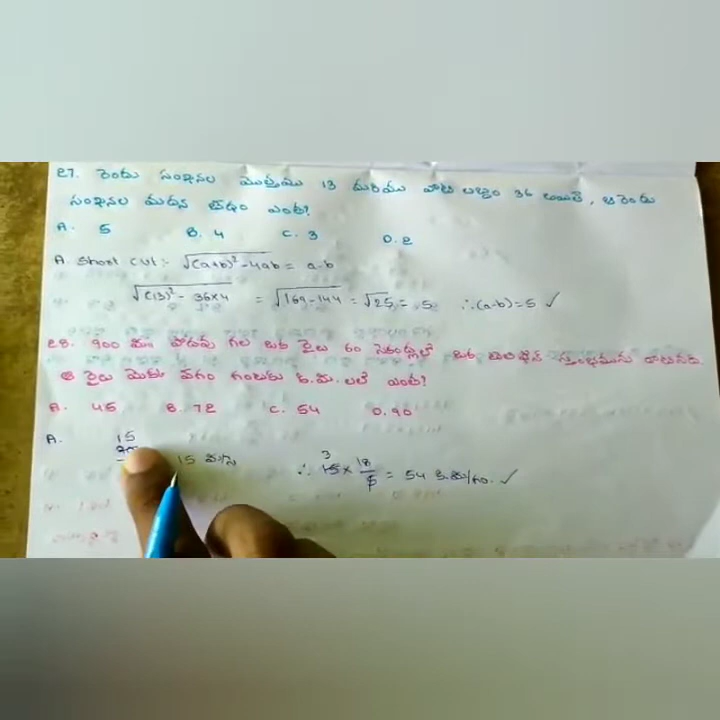 27. రెండు సంఖ్యల మొత్తము 13 మరియు వాటి లబ్దం 36 అయితే, ఆ రెండు
సంఖ్యల మధ్య భేదం ఎంత?
A. 5 B. 4 C. 3 D. 2
A. Short cut :- √(a+b)² - 4ab = a-b
√(13)² - 36×4 = √169-144 = √25 = 5 ∴ (a-b) = 5 ✓
28. 900 మీ పొడవు గల ఒక రైలు 60 సెకండ్లలో ఒక టెలిఫోన్ స్తంభమును దాటును.
ఆ రైలు యొక్క వేగం గంటకు కి.మీ. లలో ఎంత?
A. 45 B. 72 C. 54 D. 90
A. 15
15 మీ/సె ∴ 15 × 18/5 = 54 కి.మీ/గం. ✓
3